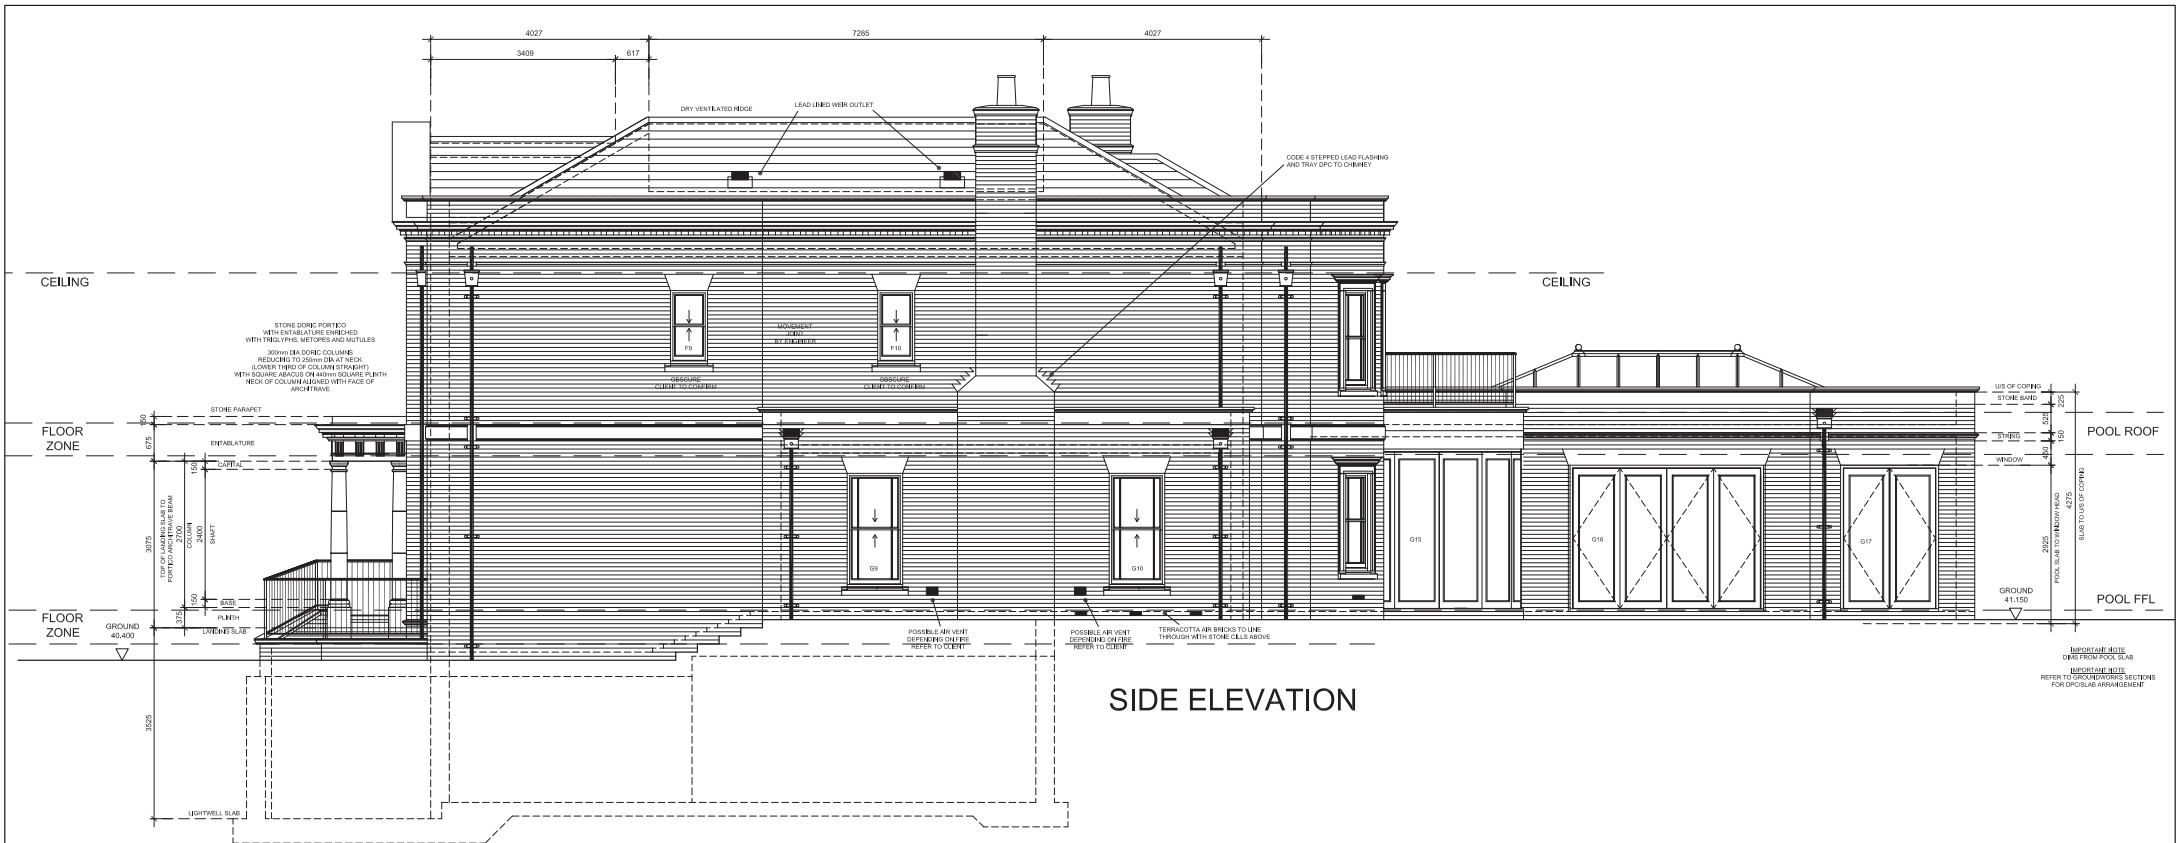 4027
7285
4027
3409
617
DRY VENTILATED RIDGE
LEAD LINED WEIR OUTLET
CODE 4 STEPPED LEAD FLASHING
AND TRAY DPC TO CHIMNEY
CEILING
CEILING
STONE DORIC PORTICO
WITH ENTABLATURE ENRICHED
WITH TRIGLYPHS, METOPES AND MUTULES
300mm DIA DORIC COLUMNS
REDUCING TO 250mm DIA AT NECK
(LOWER THIRD OF COLUMN STRAIGHT)
WITH SQUARE ABACUS ON 440mm SQUARE PLINTH
NECK OF COLUMN ALIGNED WITH FACE OF
ARCHITRAVE
MOVEMENT
JOINT
BY ENGINEER
F9
F10
OBSCURE
CLIENT TO CONFIRM
OBSCURE
CLIENT TO CONFIRM
STONE PARAPET
150
FLOOR
ZONE
675
ENTABLATURE
CAPITAL
150
3075
TOP OF LANDING SLAB TO
PORTICO ARCHITRAVE BEAM
2700
COLUMN
2400
SHAFT
150
BASE
375
PLINTH
LANDING SLAB
FLOOR
ZONE
GROUND
40.400
3525
LIGHTWELL SLAB
G9
G10
G15
G16
G17
POSSIBLE AIR VENT
DEPENDING ON FIRE
REFER TO CLIENT
POSSIBLE AIR VENT
DEPENDING ON FIRE
REFER TO CLIENT
TERRACOTTA AIR BRICKS TO LINE
THROUGH WITH STONE CILLS ABOVE
U/S OF COPING
STONE BAND
225
525
STRING
150
WINDOW
450
POOL ROOF
2925
POOL SLAB TO WINDOW HEAD
4275
SLAB TO U/S OF COPING
GROUND
41.150
POOL FFL
IMPORTANT NOTE
DIMS FROM POOL SLAB
IMPORTANT NOTE
REFER TO GROUNDWORKS SECTIONS
FOR DPC/SLAB ARRANGEMENT
SIDE ELEVATION